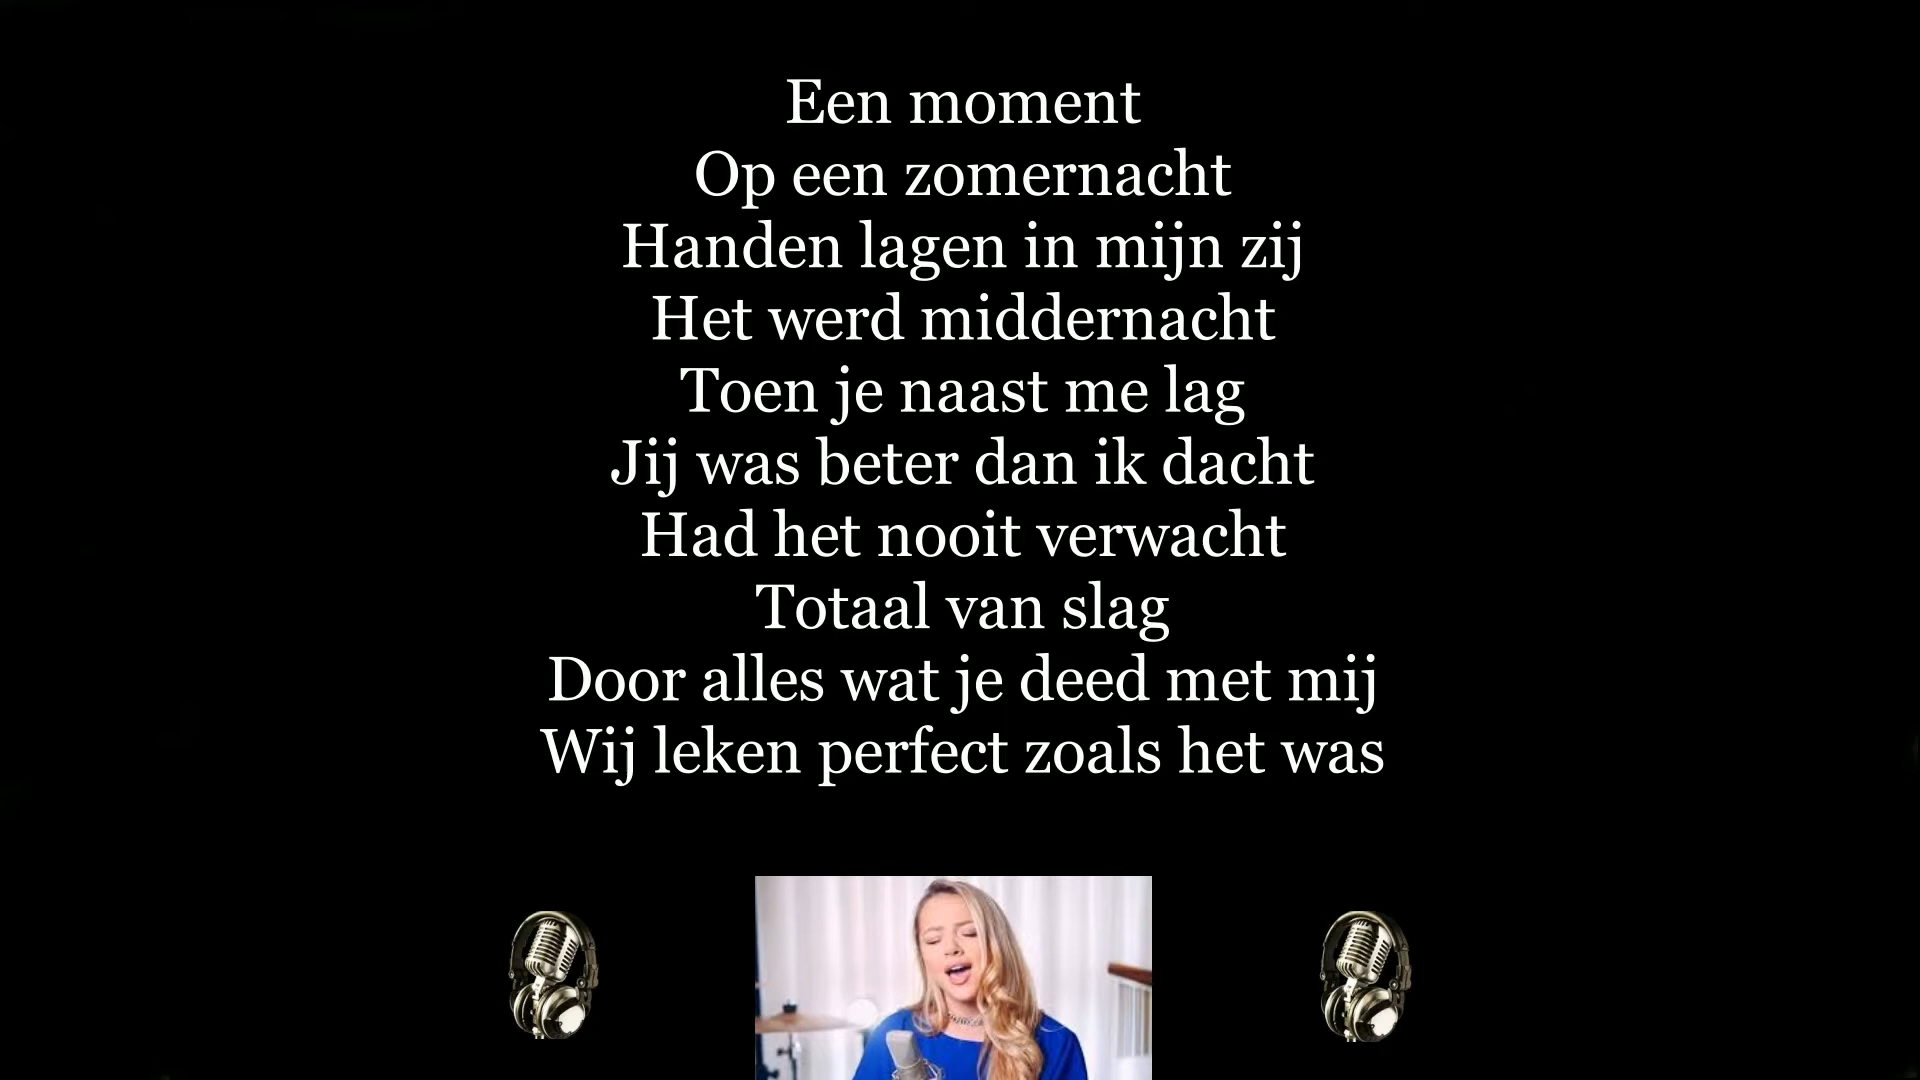 Een moment
Op een zomernacht
Handen lagen in mijn zij
Het werd middernacht
Toen je naast me lag
Jij was beter dan ik dacht
Had het nooit verwacht
Totaal van slag
Door alles wat je deed met mij
Wij leken perfect zoals het was